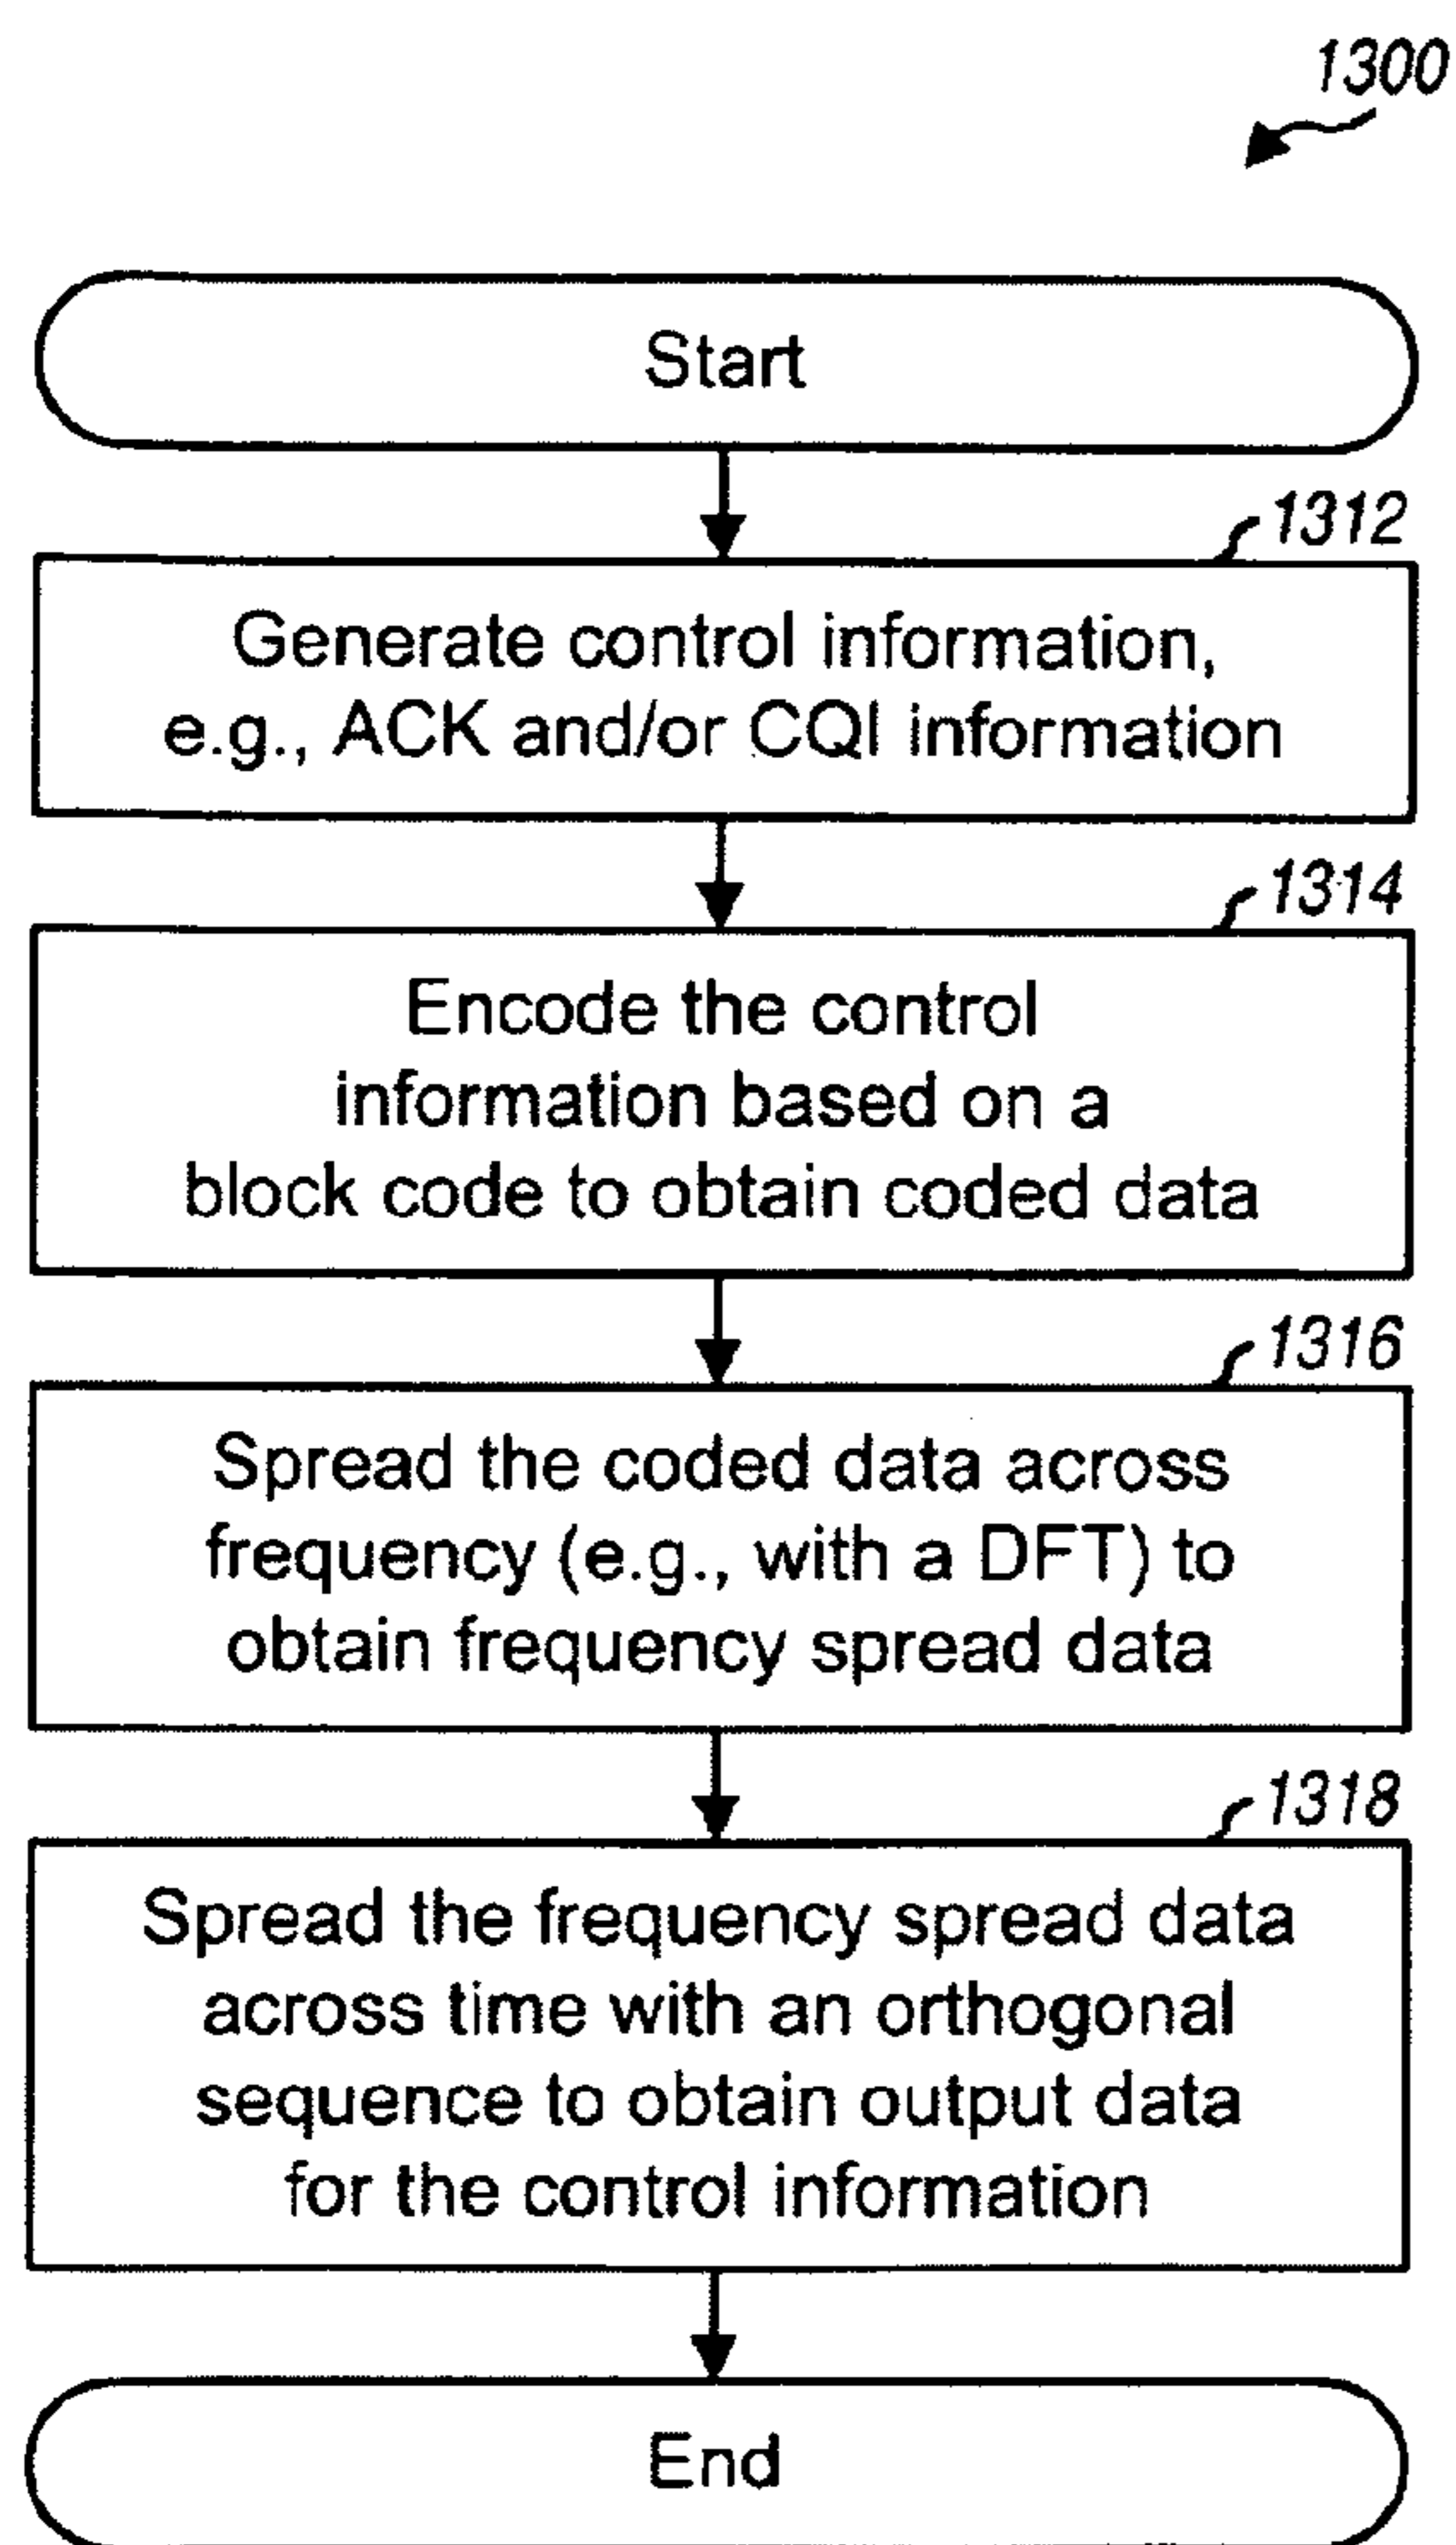 1300
Start
1312
Generate control information,
e.g., ACK and/or CQI information
1314
Encode the control
information based on a
block code to obtain coded data
1316
Spread the coded data across
frequency (e.g., with a DFT) to
obtain frequency spread data
1318
Spread the frequency spread data
across time with an orthogonal
sequence to obtain output data
for the control information
End